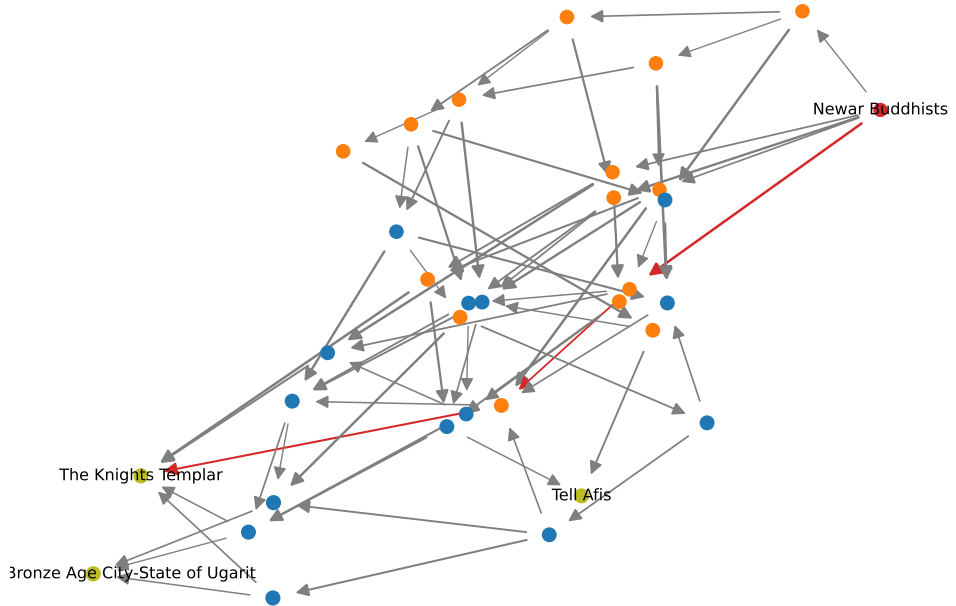 Newar Buddhists
The Knights Templar
Tell Afis
Bronze Age City-State of Ugarit